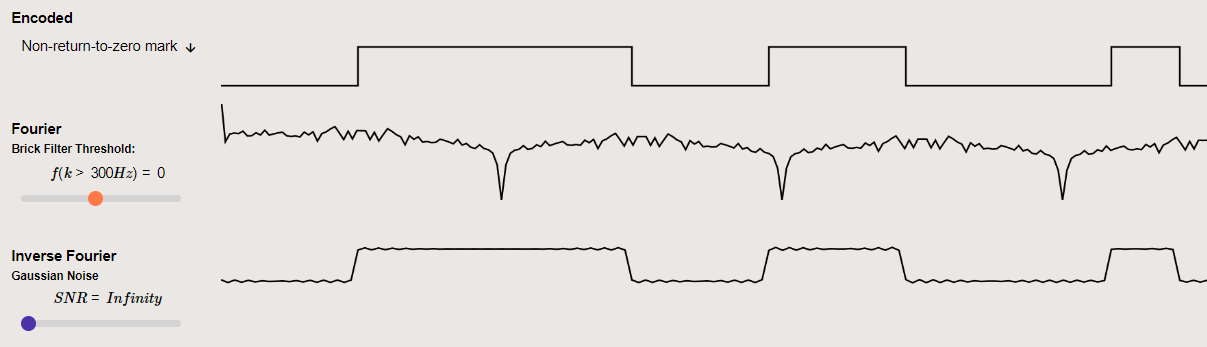 Encoded
Non-return-to-zero mark ↓
Fourier
Brick Filter Threshold:
f(k > 300Hz) = 0
Inverse Fourier
Gaussian Noise
SNR = Infinity